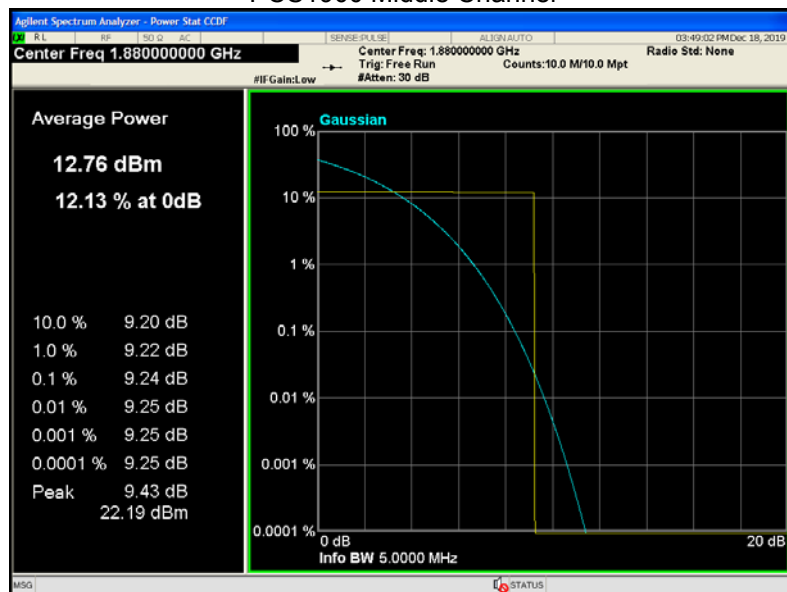 PCS1900 Middle Channel
Agilent Spectrum Analyzer - Power Stat CCDF
RL RF 50 Ω AC SENSE:PULSE ALIGN AUTO 03:49:02 PM Dec 18, 2019
Center Freq 1.880000000 GHz
Center Freq: 1.880000000 GHz
Radio Std: None
Trig: Free Run
Counts:10.0 M/10.0 Mpt
#IFGain:Low
#Atten: 30 dB
Average Power
12.76 dBm
12.13 % at 0dB
10.0 % 9.20 dB
1.0 % 9.22 dB
0.1 % 9.24 dB
0.01 % 9.25 dB
0.001 % 9.25 dB
0.0001 % 9.25 dB
Peak 9.43 dB
22.19 dBm
Gaussian
100 %
10 %
1 %
0.1 %
0.01 %
0.001 %
0.0001 %
0 dB
20 dB
Info BW 5.0000 MHz
MSG
STATUS